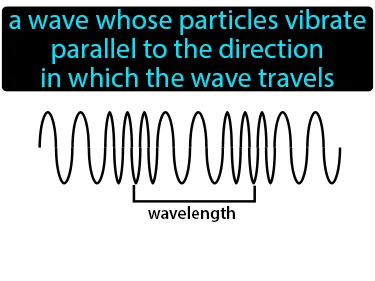 a wave whose particles vibrate
parallel to the direction
in which the wave travels
wavelength